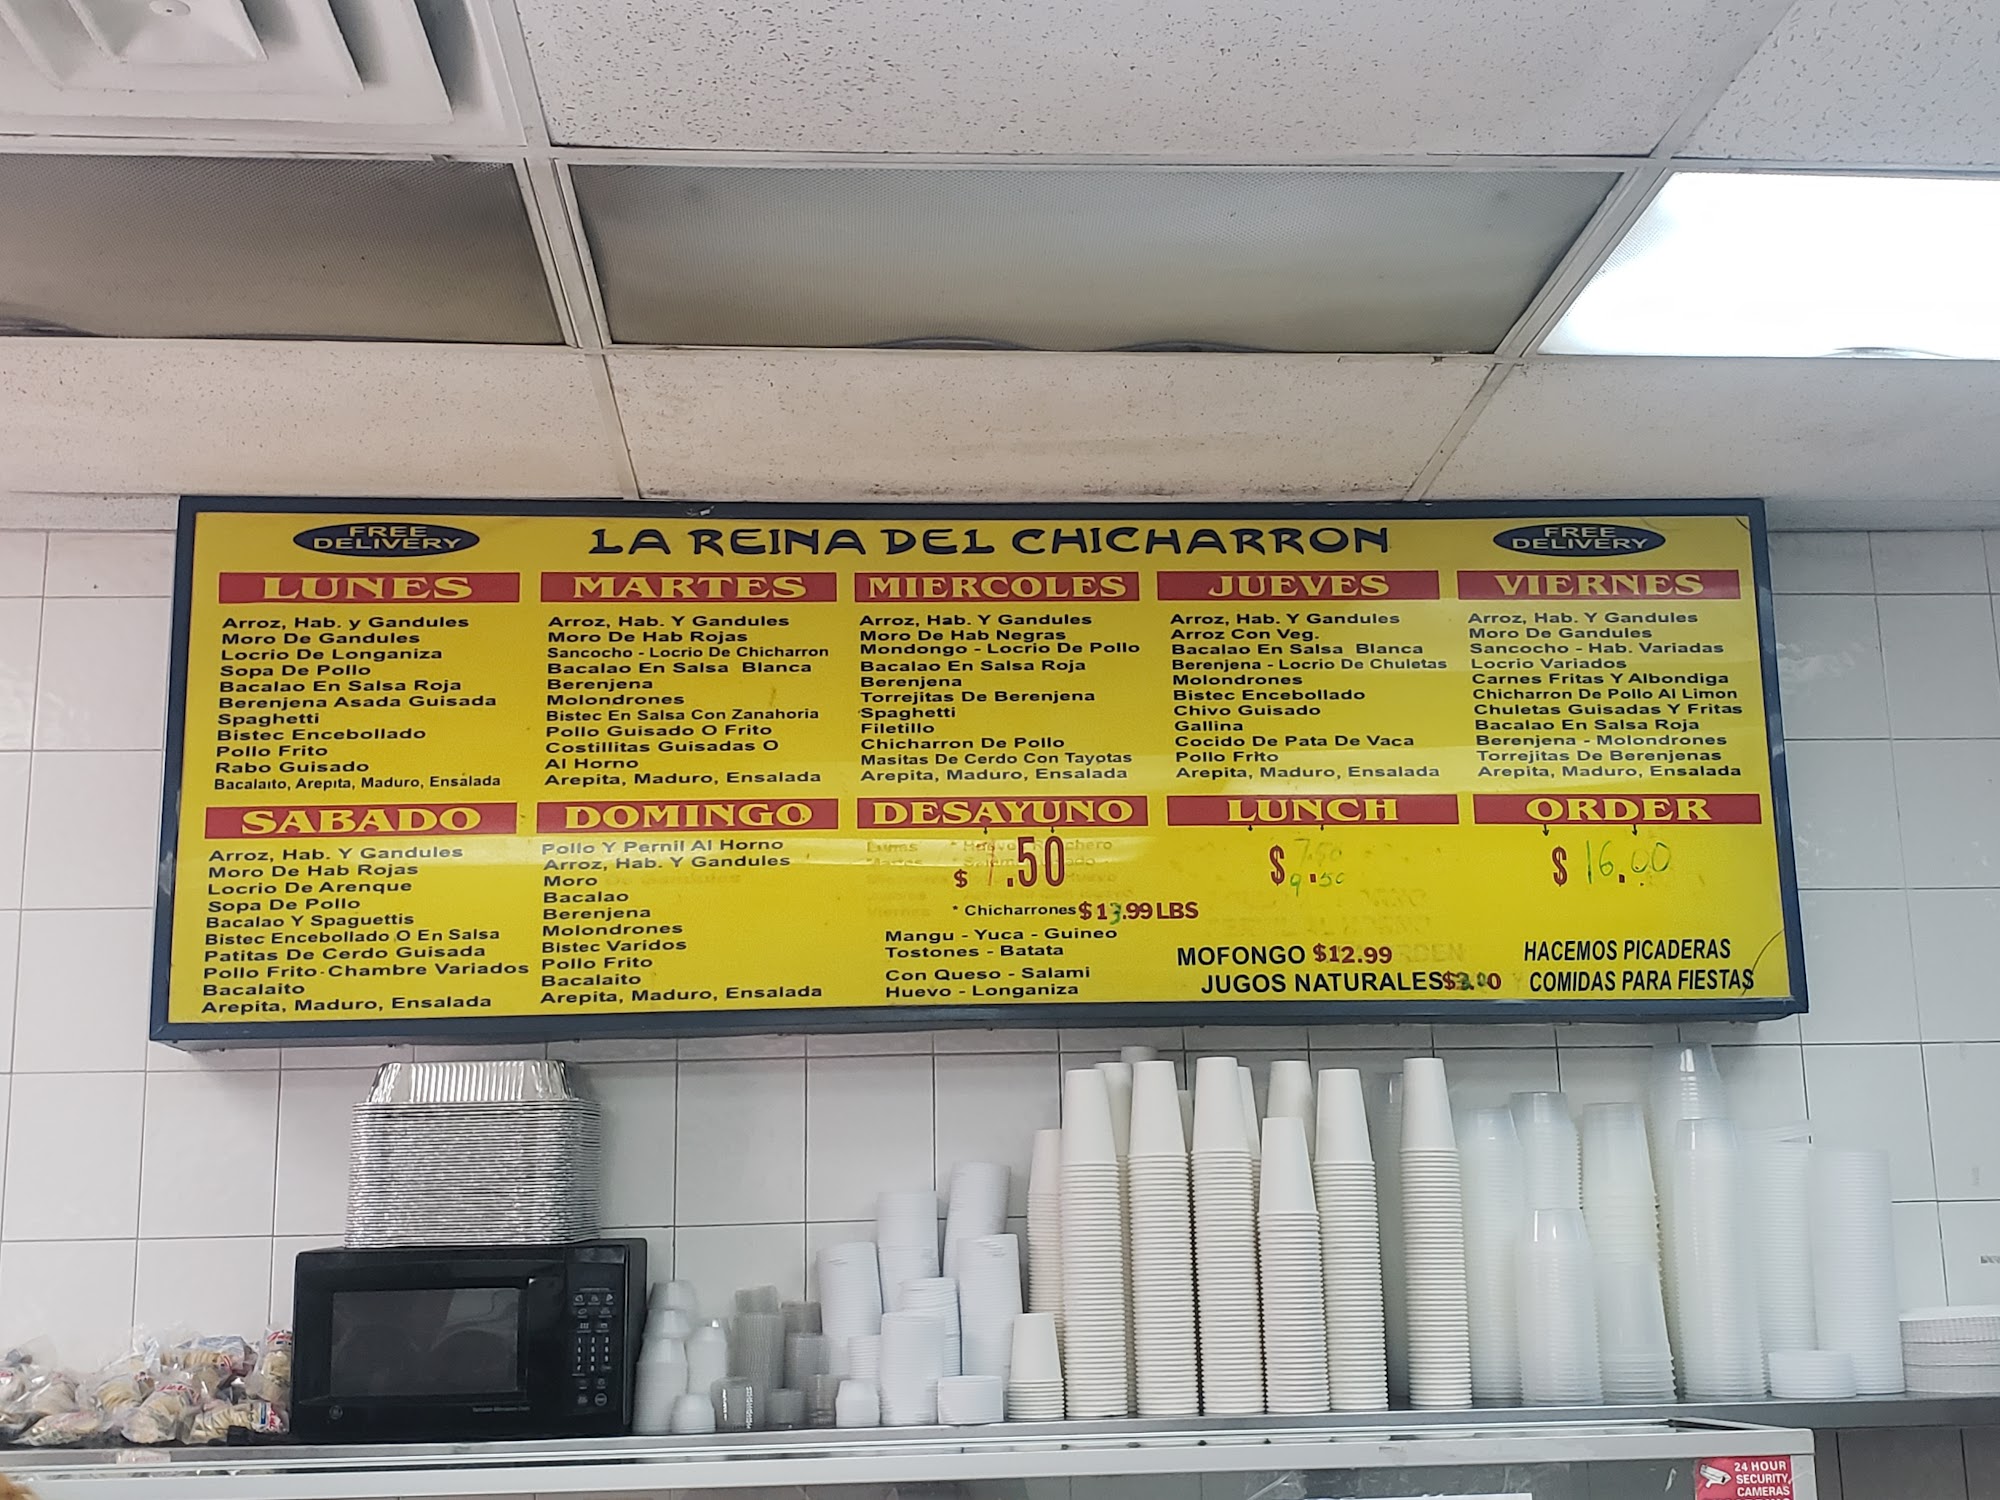 FREE DELIVERY
LA REINA DEL CHICHARRON
FREE DELIVERY
LUNES
Arroz, Hab. y Gandules
Moro De Gandules
Locrio De Longaniza
Sopa De Pollo
Bacalao En Salsa Roja
Berenjena Asada Guisada
Spaghetti
Bistec Encebollado
Pollo Frito
Rabo Guisado
Bacalaito, Arepita, Maduro, Ensalada
MARTES
Arroz, Hab. Y Gandules
Moro De Hab Rojas
Sancocho - Locrio De Chicharron
Bacalao En Salsa Blanca
Berenjena
Molondrones
Bistec En Salsa Con Zanahoria
Pollo Guisado O Frito
Costillitas Guisadas O
Al Horno
Arepita, Maduro, Ensalada
MIERCOLES
Arroz, Hab. Y Gandules
Moro De Hab Negras
Mondongo - Locrio De Pollo
Bacalao En Salsa Roja
Berenjena
Torrejitas De Berenjena
Spaghetti
Filetillo
Chicharron De Pollo
Masitas De Cerdo Con Tayotas
Arepita, Maduro, Ensalada
JUEVES
Arroz, Hab. Y Gandules
Arroz Con Veg.
Bacalao En Salsa Blanca
Berenjena - Locrio De Chuletas
Molondrones
Bistec Encebollado
Chivo Guisado
Gallina
Cocido De Pata De Vaca
Pollo Frito
Arepita, Maduro, Ensalada
VIERNES
Arroz, Hab. Y Gandules
Moro De Gandules
Sancocho - Hab. Variadas
Locrio Variados
Carnes Fritas Y Albondiga
Chicharron De Pollo Al Limon
Chuletas Guisadas Y Fritas
Bacalao En Salsa Roja
Berenjena - Molondrones
Torrejitas De Berenjenas
Arepita, Maduro, Ensalada
SABADO
Arroz, Hab. Y Gandules
Moro De Hab Rojas
Locrio De Arenque
Sopa De Pollo
Bacalao Y Spaguettis
Bistec Encebollado O En Salsa
Patitas De Cerdo Guisada
Pollo Frito-Chambre Variados
Bacalaito
Arepita, Maduro, Ensalada
DOMINGO
Pollo Y Pernil Al Horno
Arroz, Hab. Y Gandules
Moro
Bacalao
Berenjena
Molondrones
Bistec Varidos
Pollo Frito
Bacalaito
Arepita, Maduro, Ensalada
DESAYUNO
$ .50
* Chicharrones $13.99 LBS
Mangu - Yuca - Guineo
Tostones - Batata
Con Queso - Salami
Huevo - Longaniza
LUNCH
7.50
$ 9.50
MOFONGO $12.99
JUGOS NATURALES
ORDER
$ 16.00
HACEMOS PICADERAS
COMIDAS PARA FIESTAS
24 HOUR
SECURITY
CAMERAS